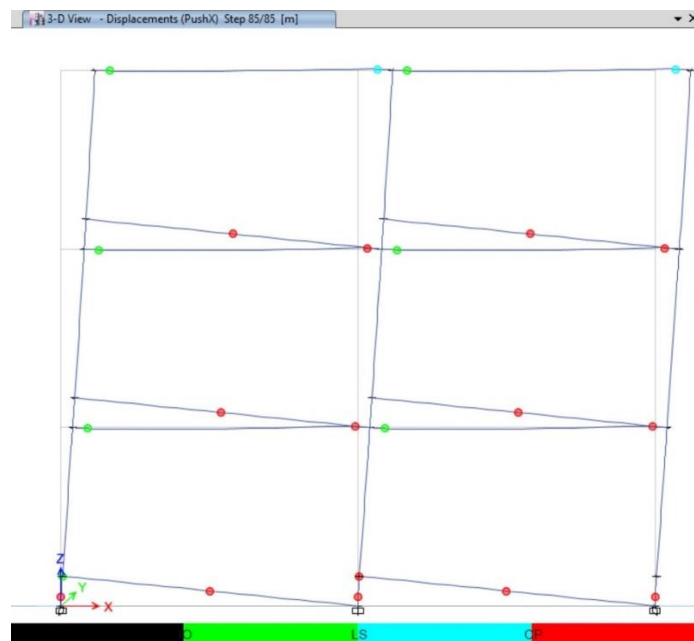 3-D View - Displacements (PushX) Step 85/85 [m]
Z
Y
X
IO LS CP